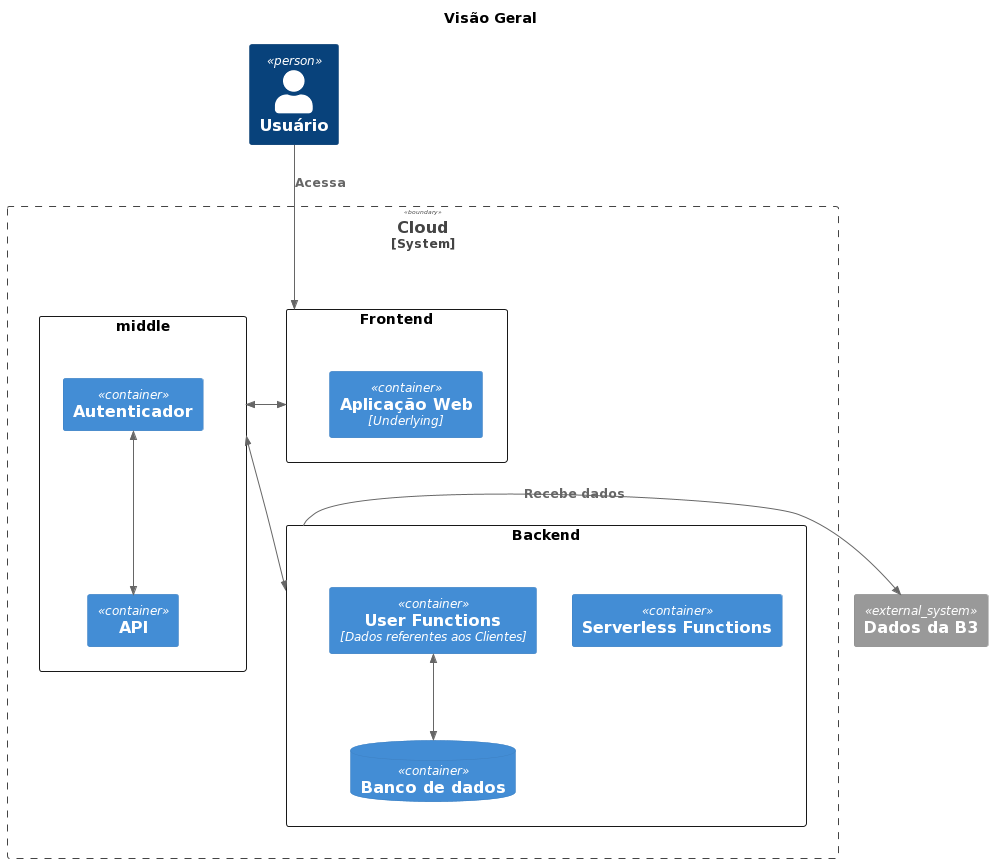 Visão Geral
«person»
Usuário
Acessa
«boundary»
Cloud
[System]
middle
«container»
Autenticador
«container»
API
Frontend
«container»
Aplicação Web
[Underlying]
Recebe dados
Backend
«container»
User Functions
[Dados referentes aos Clientes]
«container»
Serverless Functions
«container»
Banco de dados
«external_system»
Dados da B3